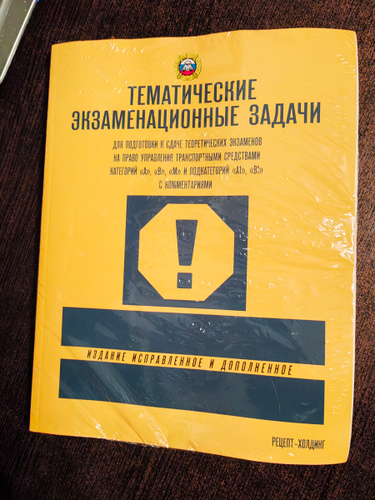 ТЕМАТИЧЕСКИЕ
ЭКЗАМЕНАЦИОННЫЕ ЗАДАЧИ
ДЛЯ ПОДГОТОВКИ К СДАЧЕ ТЕОРЕТИЧЕСКИХ ЭКЗАМЕНОВ
НА ПРАВО УПРАВЛЕНИЯ ТРАНСПОРТНЫМИ СРЕДСТВАМИ
КАТЕГОРИЙ «А», «В», «М» И ПОДКАТЕГОРИЙ «А1», «В1»
С КОММЕНТАРИЯМИ
!
ИЗДАНИЕ ИСПРАВЛЕННОЕ И ДОПОЛНЕННОЕ
РЕЦЕПТ-ХОЛДИНГ